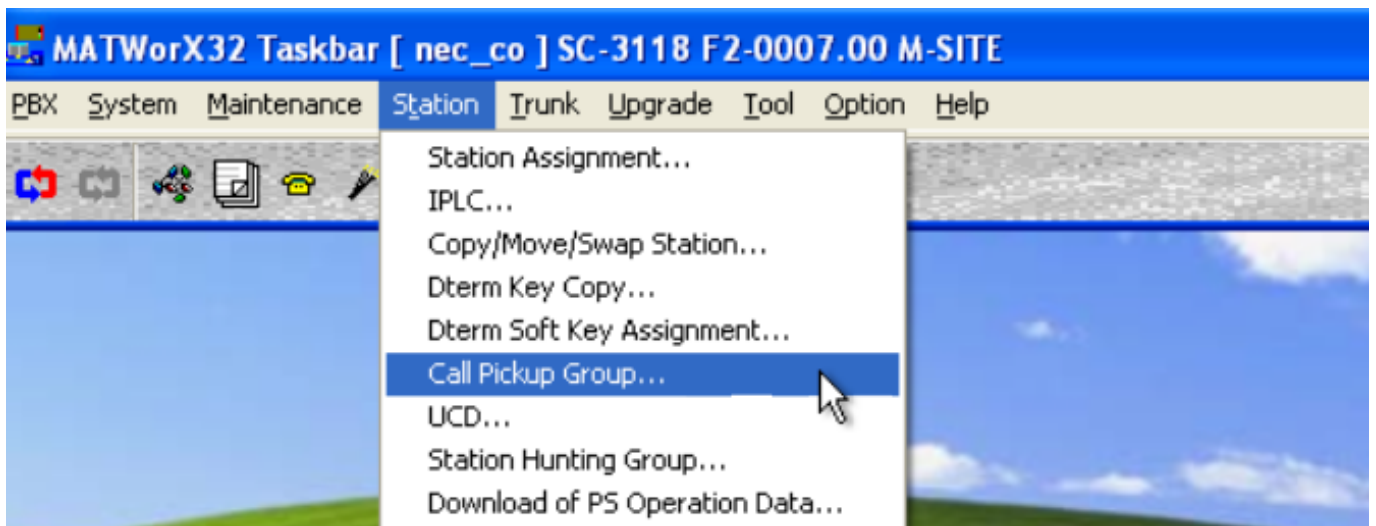 MATWorX32 Taskbar [ nec_co ] SC-3118 F2-0007.00 M-SITE
PBX System Maintenance Station Trunk Upgrade Tool Option Help
Station Assignment...
IPLC...
Copy/Move/Swap Station...
Dterm Key Copy...
Dterm Soft Key Assignment...
Call Pickup Group...
UCD...
Station Hunting Group...
Download of PS Operation Data...